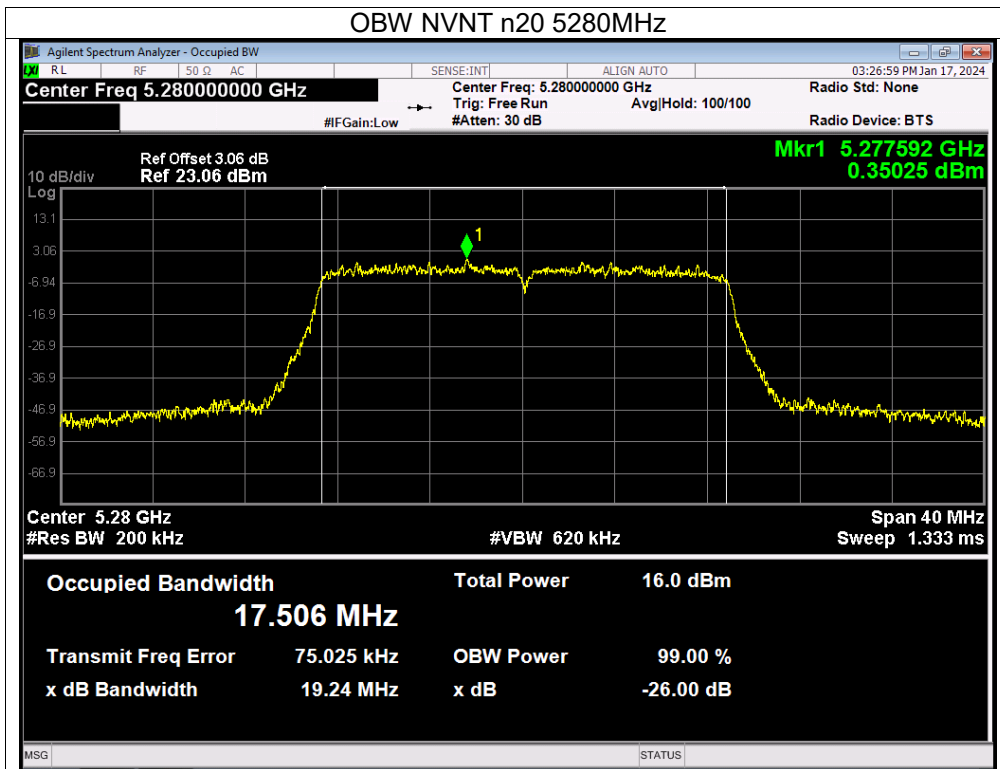 OBW NVNT n20 5280MHz
Agilent Spectrum Analyzer - Occupied BW
LXI RL RF 50 Ω AC SENSE:INT ALIGN AUTO 03:26:59 PM Jan 17, 2024
Center Freq 5.280000000 GHz Center Freq: 5.280000000 GHz Radio Std: None
Trig: Free Run Avg|Hold: 100/100
#IFGain:Low #Atten: 30 dB Radio Device: BTS
Mkr1 5.277592 GHz
0.35025 dBm
Ref Offset 3.06 dB
10 dB/div Ref 23.06 dBm
Log
13.1
1
3.06
-6.94
-16.9
-26.9
-36.9
-46.9
-56.9
-66.9
Center 5.28 GHz Span 40 MHz
#Res BW 200 kHz #VBW 620 kHz Sweep 1.333 ms
Occupied Bandwidth Total Power 16.0 dBm
17.506 MHz
Transmit Freq Error 75.025 kHz OBW Power 99.00 %
x dB Bandwidth 19.24 MHz x dB -26.00 dB
MSG STATUS